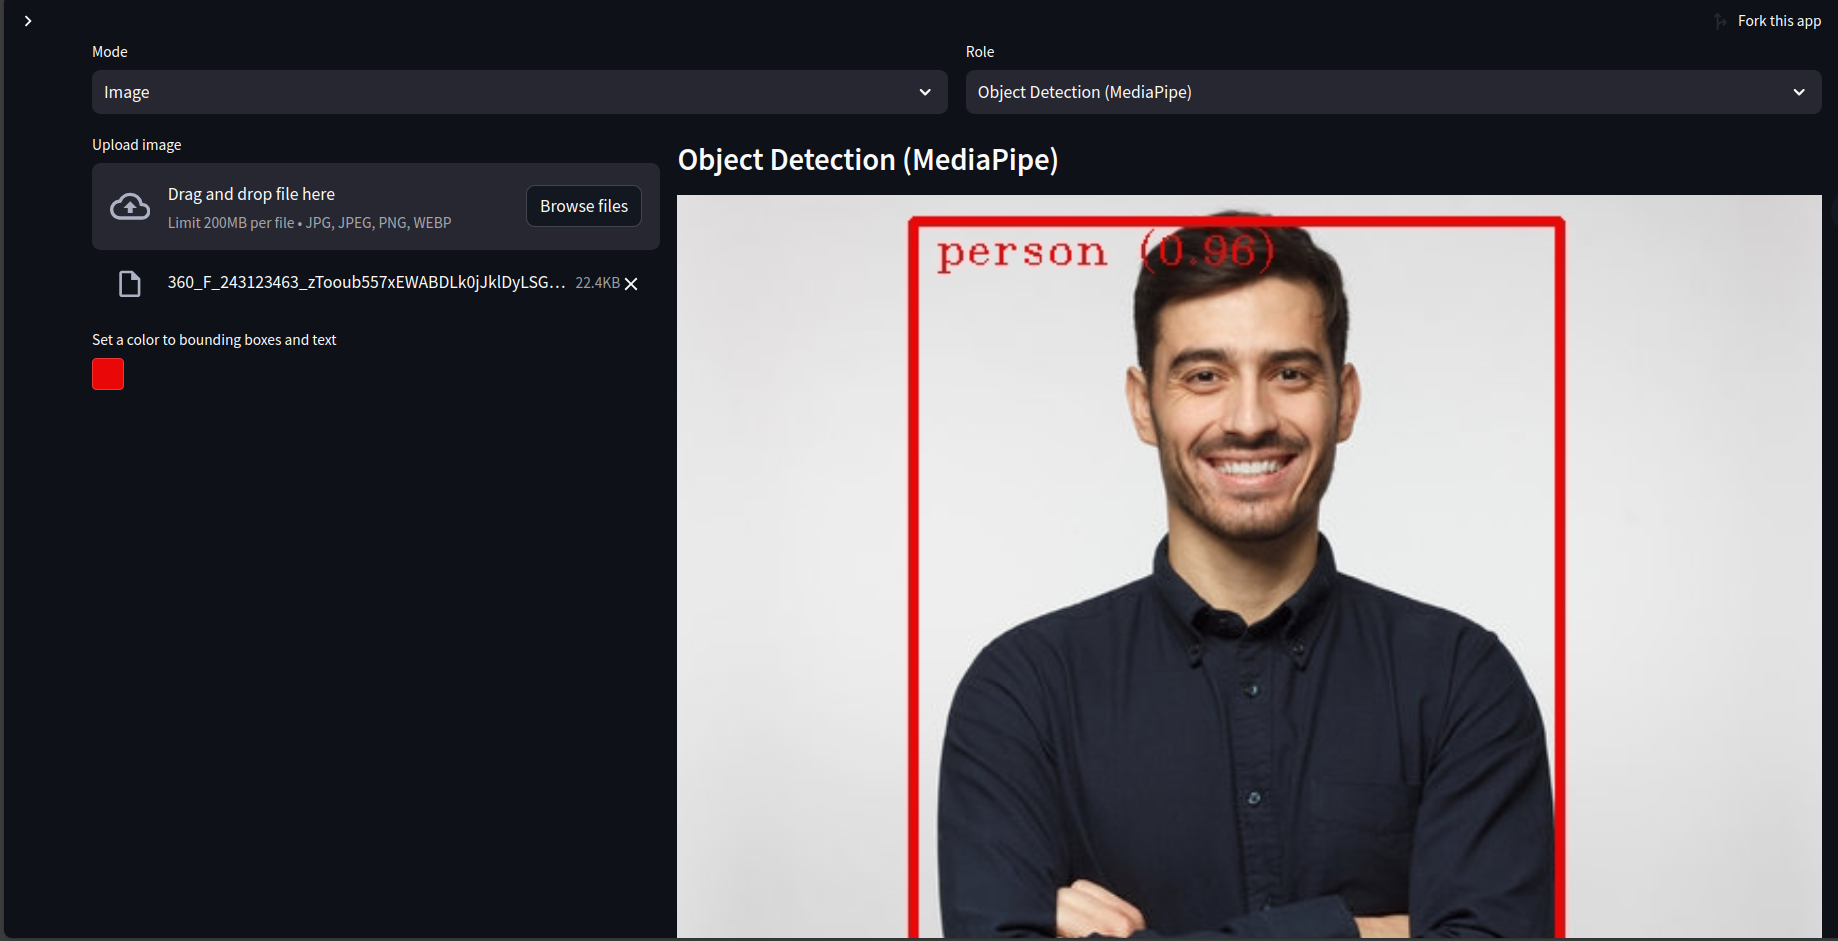 Fork this app
Mode
Image
Role
Object Detection (MediaPipe)
Upload image
Drag and drop file here
Limit 200MB per file • JPG, JPEG, PNG, WEBP
Browse files
360_F_243123463_zTooub557xEWABDLk0jJklDyLSG... 22.4KB
Set a color to bounding boxes and text
Object Detection (MediaPipe)
person (0.96)